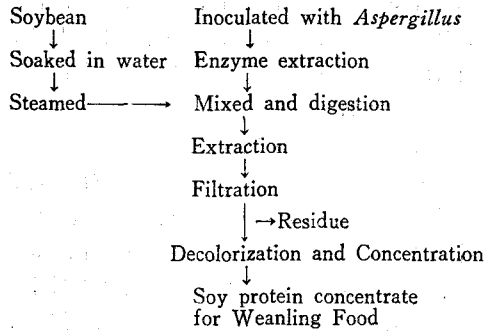 Soybean
Inoculated with Aspergillus
Soaked in water
Enzyme extraction
Steamed
Mixed and digestion
Extraction
Filtration
→Residue
Decolorization and Concentration
Soy protein concentrate
for Weanling Food